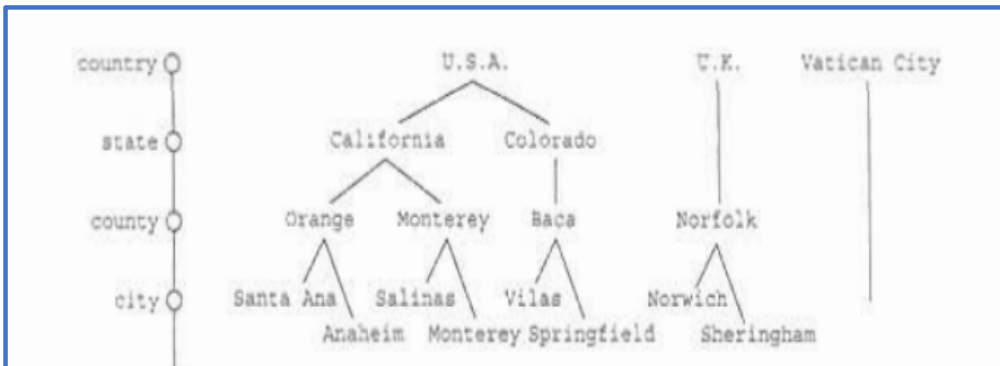 country U.S.A. U.K. Vatican City
state California Colorado
county Orange Monterey Baca Norfolk
city Santa Ana Salinas Vilas Norwich
Anaheim Monterey Springfield Sheringham